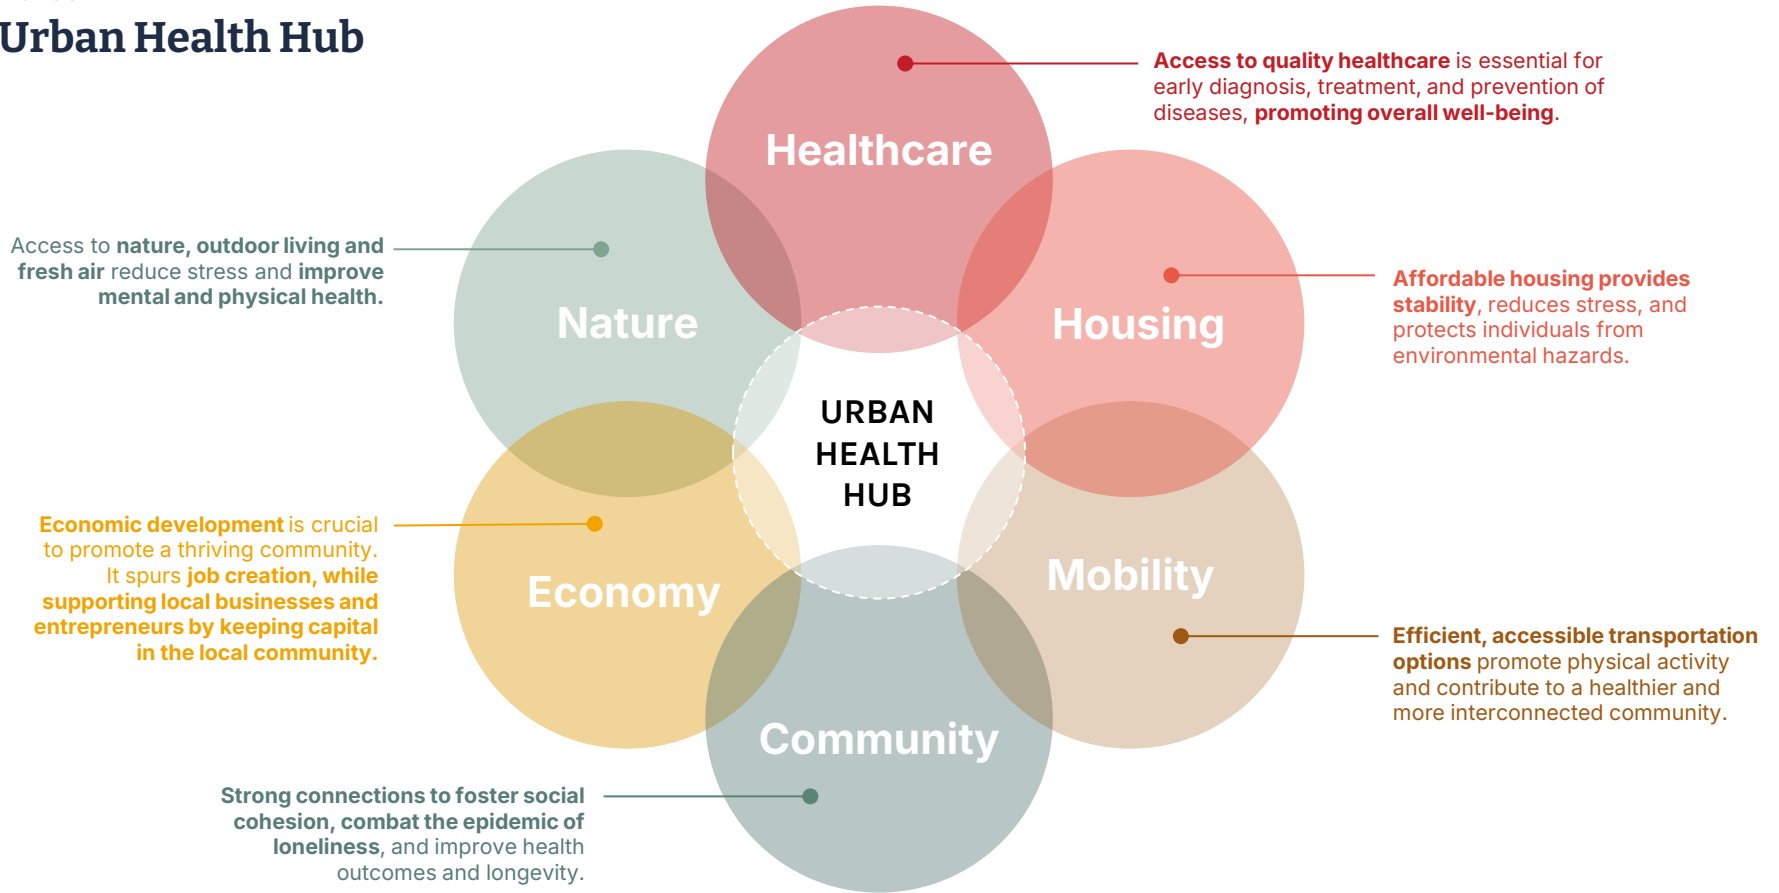 Urban Health Hub
Healthcare
Access to quality healthcare is essential for
early diagnosis, treatment, and prevention of
diseases, promoting overall well-being.
Nature
Access to nature, outdoor living and
fresh air reduce stress and improve
mental and physical health.
Housing
Affordable housing provides
stability, reduces stress, and
protects individuals from
environmental hazards.
URBAN
HEALTH
HUB
Economy
Economic development is crucial
to promote a thriving community.
It spurs job creation, while
supporting local businesses and
entrepreneurs by keeping capital
in the local community.
Mobility
Efficient, accessible transportation
options promote physical activity
and contribute to a healthier and
more interconnected community.
Community
Strong connections to foster social
cohesion, combat the epidemic of
loneliness, and improve health
outcomes and longevity.